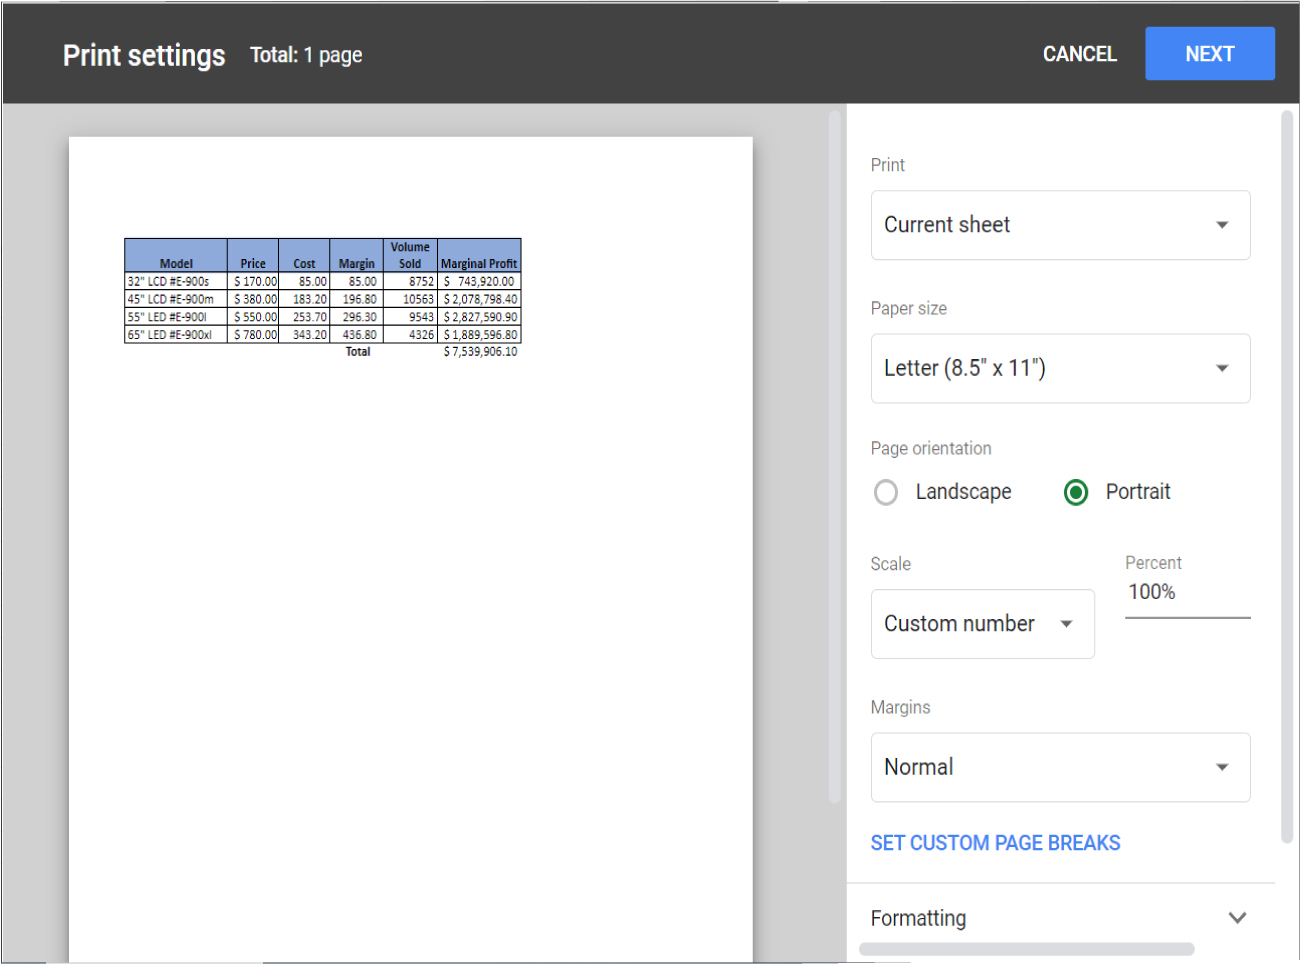 Print settings Total: 1 page CANCEL NEXT
Model Price Cost Margin Volume Sold Marginal Profit
32" LCD #E-900s $ 170.00 85.00 85.00 8752 $ 743,920.00
45" LCD #E-900m $ 380.00 183.20 196.80 10563 $ 2,078,798.40
55" LED #E-900l $ 550.00 253.70 296.30 9543 $ 2,827,590.90
65" LED #E-900xl $ 780.00 343.20 436.80 4326 $ 1,889,596.80
Total $ 7,539,906.10
Print
Current sheet
Paper size
Letter (8.5" x 11")
Page orientation
Landscape Portrait
Scale Percent
Custom number 100%
Margins
Normal
SET CUSTOM PAGE BREAKS
Formatting